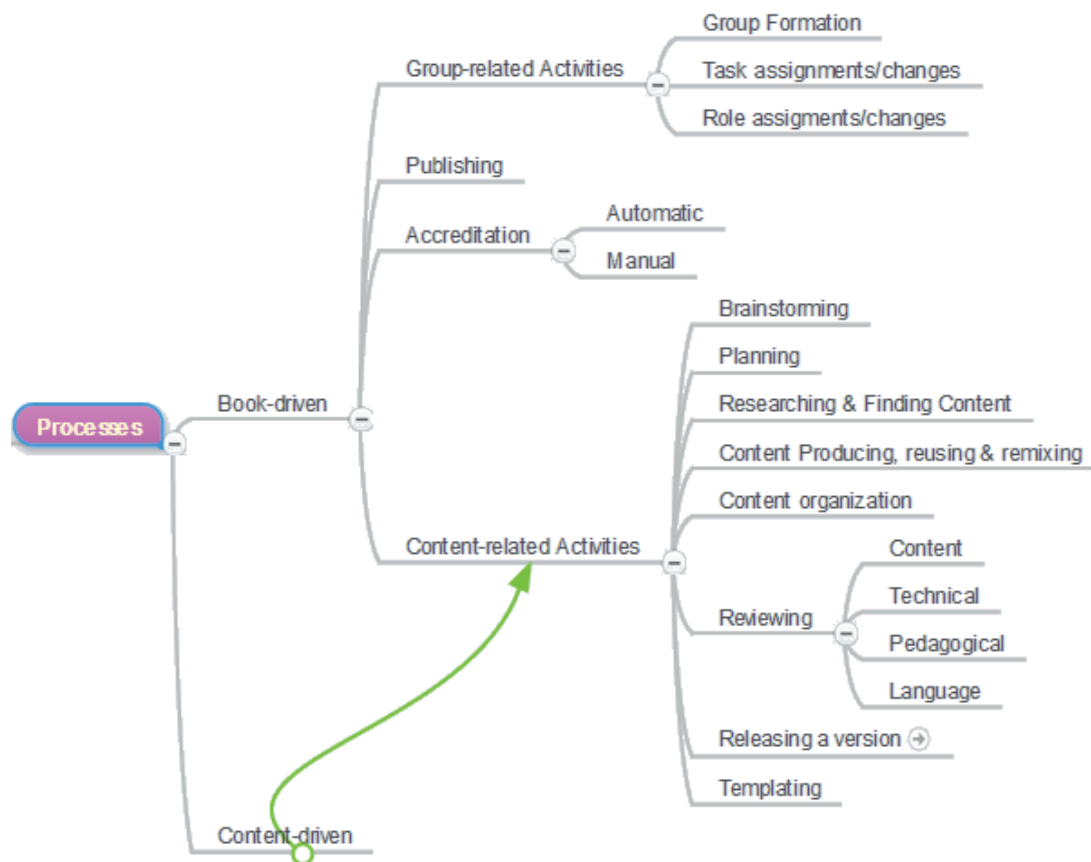 Group Formation
Group-related Activities
Task assignments/changes
Role assigments/changes
Publishing
Automatic
Accreditation
Manual
Brainstorming
Planning
Book-driven
Researching & Finding Content
Processes
Content Producing, reusing & remixing
Content organization
Content-related Activities
Content
Technical
Reviewing
Pedagogical
Language
Releasing a version
Templating
Content-driven